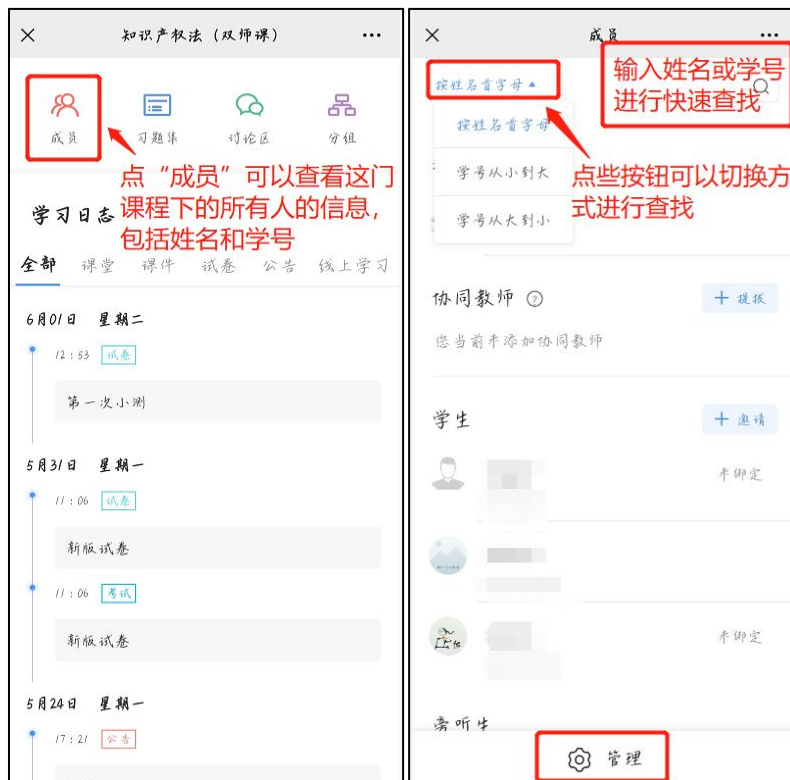 知识产权法（双师课）
成员
习题集
讨论区
分组
点“成员”可以查看这门
课程下的所有人的信息，
包括姓名和学号
学习日志
全部 课堂 课件 试卷 公告 线上学习
6月01日 星期二
12:53 试卷
第一次小测
5月31日 星期一
11:06 试卷
新版试卷
11:06 考试
新版试卷
5月24日 星期一
17:21 公告
成员
按姓名首字母
输入姓名或学号
进行快速查找
按姓名首字母
学号从小到大
学号从大到小
点些按钮可以切换方
式进行查找
协同教师
+ 提拔
您当前未添加协同教师
学生
+ 邀请
未绑定
未绑定
旁听生
管理